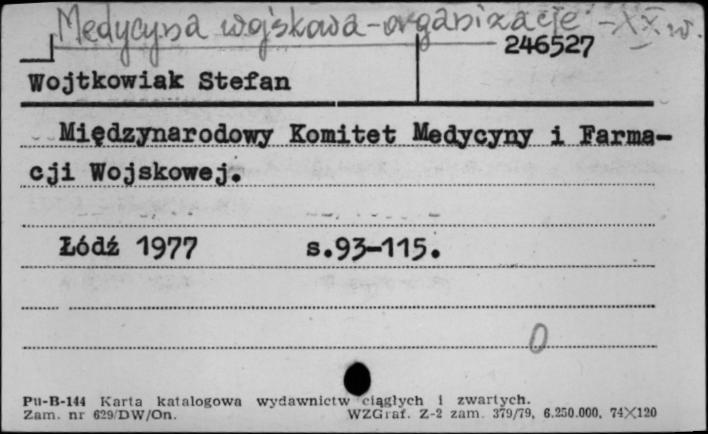 Medycyna wojskowa - organizacje - XX w.
246527
Wojtkowiak Stefan
Międzynarodowy Komitet Medycyny i Farma-
cji Wojskowej.
Łódź 1977 s.93-115.
0
Pu-B-144 Karta katalogowa wydawnictw ciągłych i zwartych.
Zam. nr 629/DW/On. WZGraf. Z-2 zam. 379/79, 6.250.000, 74X120